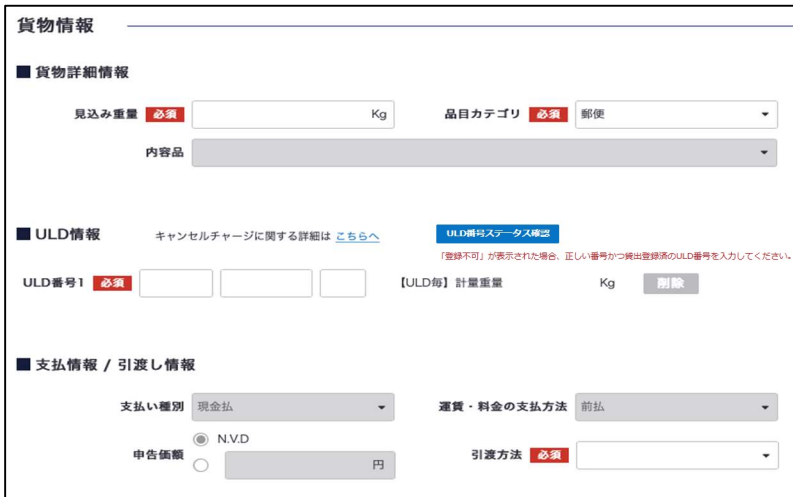 貨物情報
■ 貨物詳細情報
見込み重量 必須 Kg 品目カテゴリ 必須 郵便
内容品
■ ULD情報 キャンセルチャージに関する詳細は こちらへ ULD番号ステータス確認
「登録不可」が表示された場合、正しい番号かつ貸出登録済のULD番号を入力してください。
ULD番号1 必須 【ULD毎】計量重量 Kg 削除
■ 支払情報 / 引渡し情報
支払い種別 現金払 運賃・料金の支払方法 前払
N.V.D
申告価額 円 引渡方法 必須